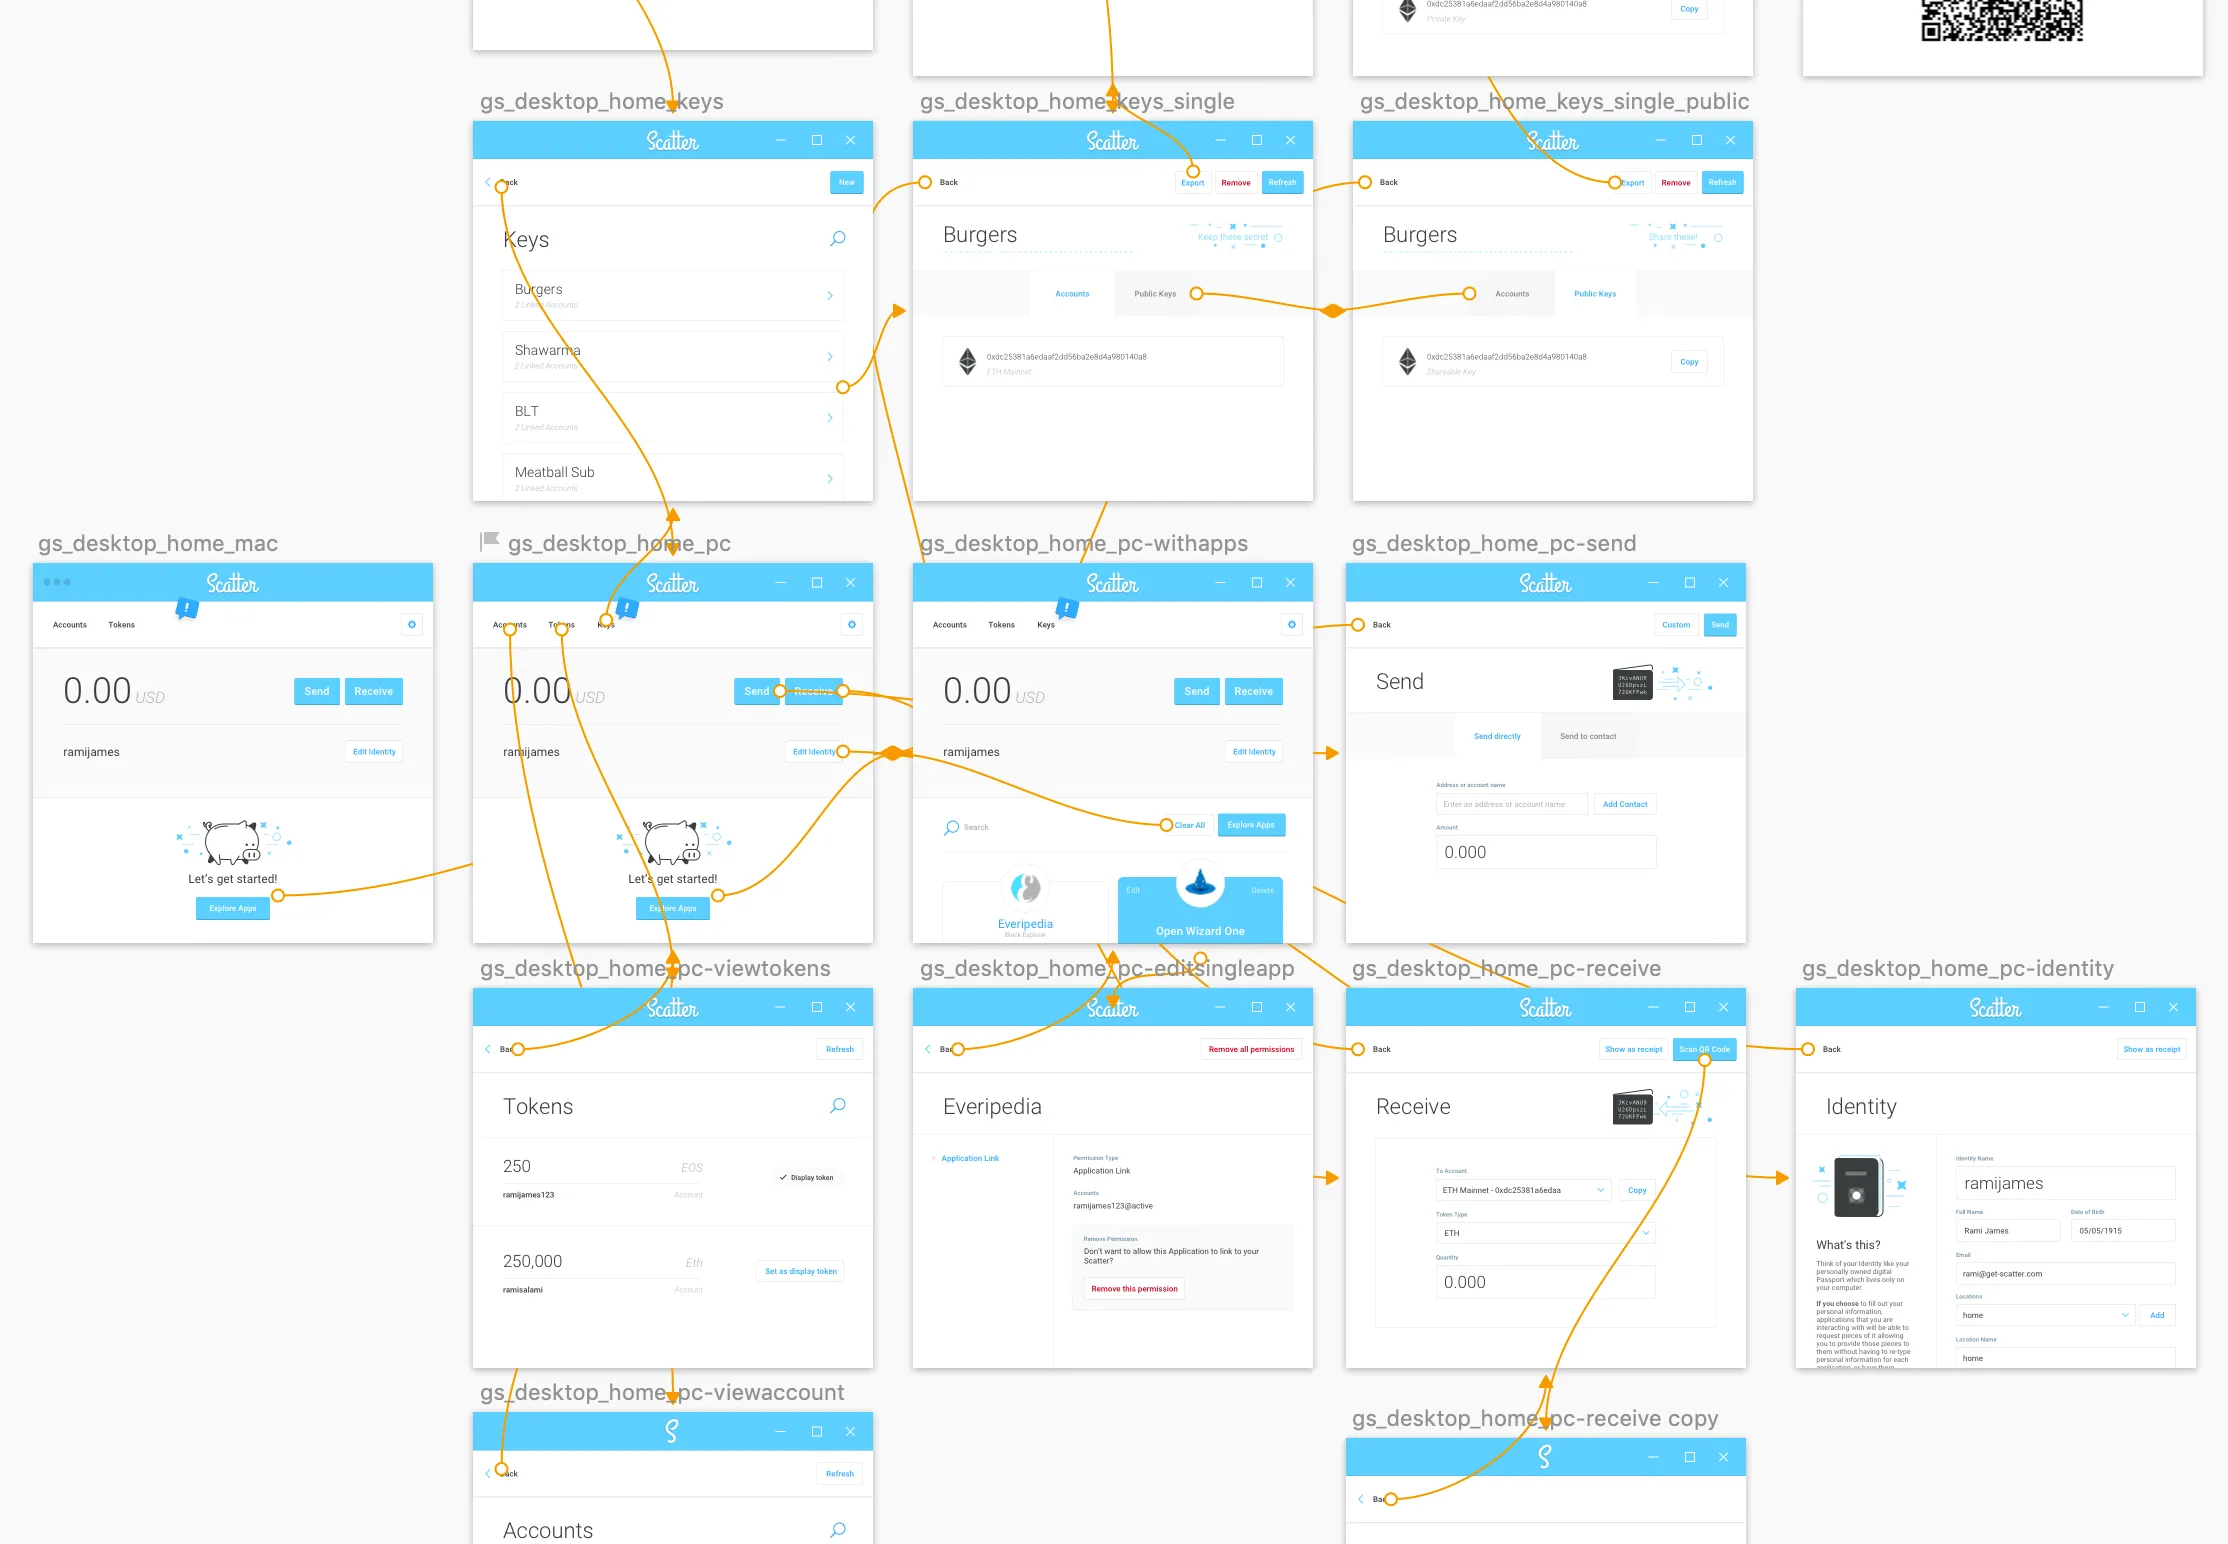 0xdc25381a6edaaf2dd56ba2e8d4a980140a8
Private Key
Copy
gs_desktop_home_keys
Scatter
Back
New
Keys
Burgers
2 Linked Accounts
Shawarma
2 Linked Accounts
BLT
2 Linked Accounts
Meatball Sub
2 Linked Accounts
gs_desktop_home_keys_single
Scatter
Back
Export
Remove
Refresh
Burgers
Keep these secret
Accounts
Public Keys
0xdc25381a6edaaf2dd56ba2e8d4a980140a8
ETH Mainnet
gs_desktop_home_keys_single_public
Scatter
Back
Export
Remove
Refresh
Burgers
Share these!
Accounts
Public Keys
0xdc25381a6edaaf2dd56ba2e8d4a980140a8
Shareable Key
Copy
gs_desktop_home_mac
Scatter
Accounts
Tokens
0.00 USD
Send
Receive
ramijames
Edit Identity
Let's get started!
Explore Apps
gs_desktop_home_pc
Scatter
Accounts
Tokens
Keys
0.00 USD
Send
Receive
ramijames
Edit Identity
Let's get started!
Explore Apps
gs_desktop_home_pc-withapps
Scatter
Accounts
Tokens
Keys
0.00 USD
Send
Receive
ramijames
Edit Identity
Search
Clear All
Explore Apps
Everipedia
Block Explorer
Edit
Delete
Open Wizard One
gs_desktop_home_pc-send
Scatter
Back
Custom
Send
Send
3KcvANU9
U26Dpszi
72UKFPwk
Send directly
Send to contact
Address or account name
Enter an address or account name
Add Contact
Amount
0.000
gs_desktop_home_pc-viewtokens
Scatter
Back
Refresh
Tokens
250
EOS
ramijames123
Account
Display token
250,000
Eth
ramisalami
Account
Set as display token
gs_desktop_home_pc-editsingleapp
Scatter
Back
Remove all permissions
Everipedia
Application Link
Permission Type
Application Link
Accounts
ramijames123@active
Remove Permission
Don't want to allow this Application to link to your
Scatter?
Remove this permission
gs_desktop_home_pc-receive
Scatter
Back
Show as receipt
Scan QR Code
Receive
3KcvANU9
U26Dpszi
72UKFPwk
To Account
ETH Mainnet - 0xdc25381a6edaa
Copy
Token Type
ETH
Quantity
0.000
gs_desktop_home_pc-identity
Scatter
Back
Show as receipt
Identity
What's this?
Think of your Identity like your
personally owned digital
Passport which lives only on
your computer.
If you choose to fill out your
personal information,
applications that you are
interacting with will be able to
request pieces of it allowing
you to provide those pieces to
them without having to re-type
personal information for each
application, or have them
Identity Name
ramijames
Full Name
Rami James
Date of Birth
05/05/1915
Email
rami@get-scatter.com
Locations
home
Add
Location Name
home
gs_desktop_home_pc-viewaccount
S
Back
Refresh
Accounts
gs_desktop_home_pc-receive copy
S
Back